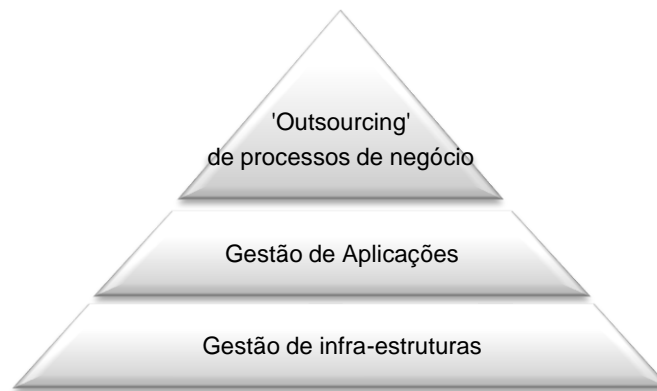 'Outsourcing'
de processos de negócio
Gestão de Aplicações
Gestão de infra-estruturas